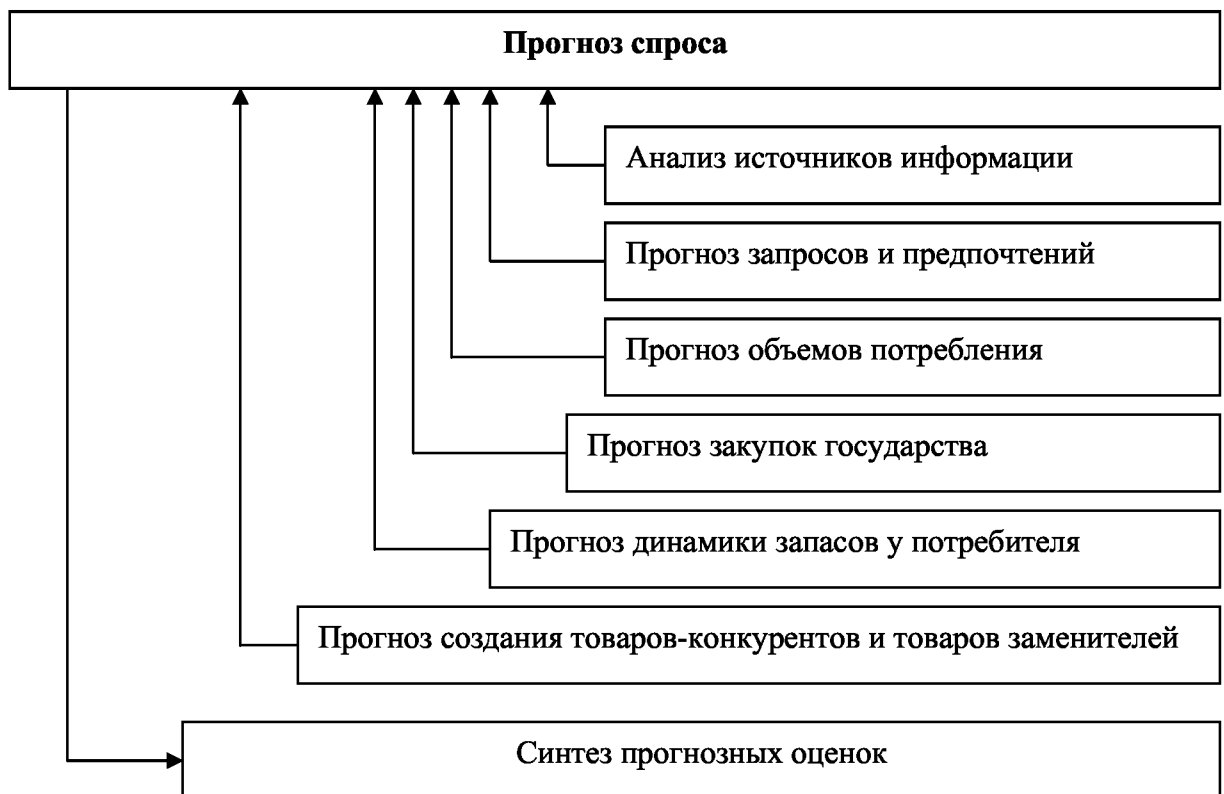 Прогноз спроса
Анализ источников информации
Прогноз запросов и предпочтений
Прогноз объемов потребления
Прогноз закупок государства
Прогноз динамики запасов у потребителя
Прогноз создания товаров-конкурентов и товаров заменителей
Синтез прогнозных оценок